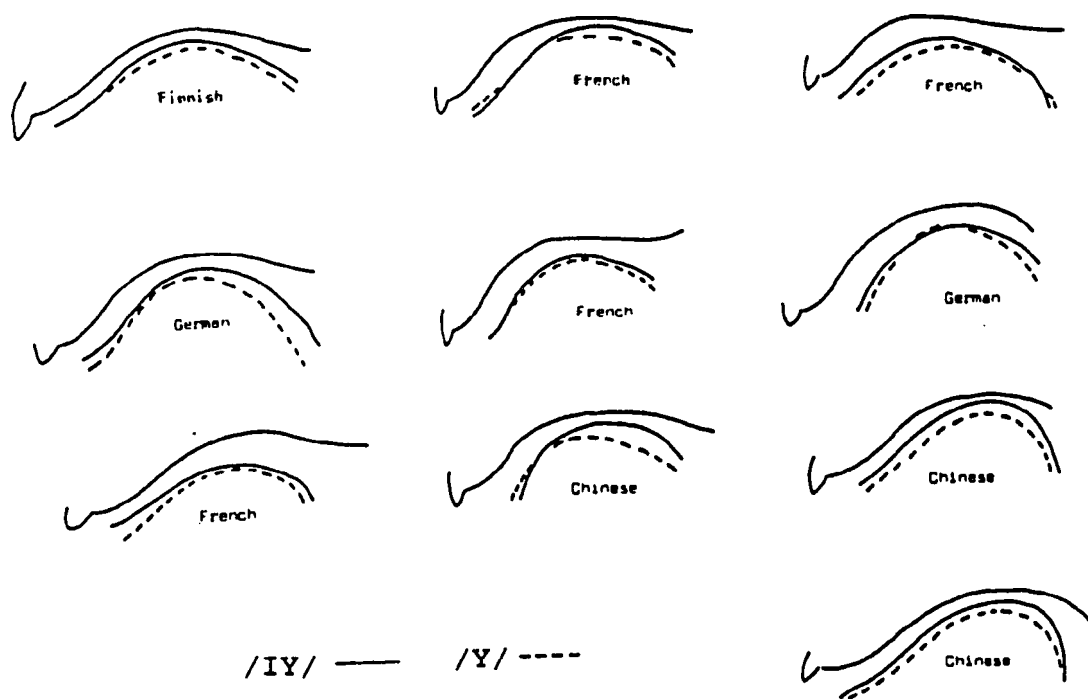 Finnish
French
French
German
French
German
French
Chinese
Chinese
/IY/ /Y/
Chinese